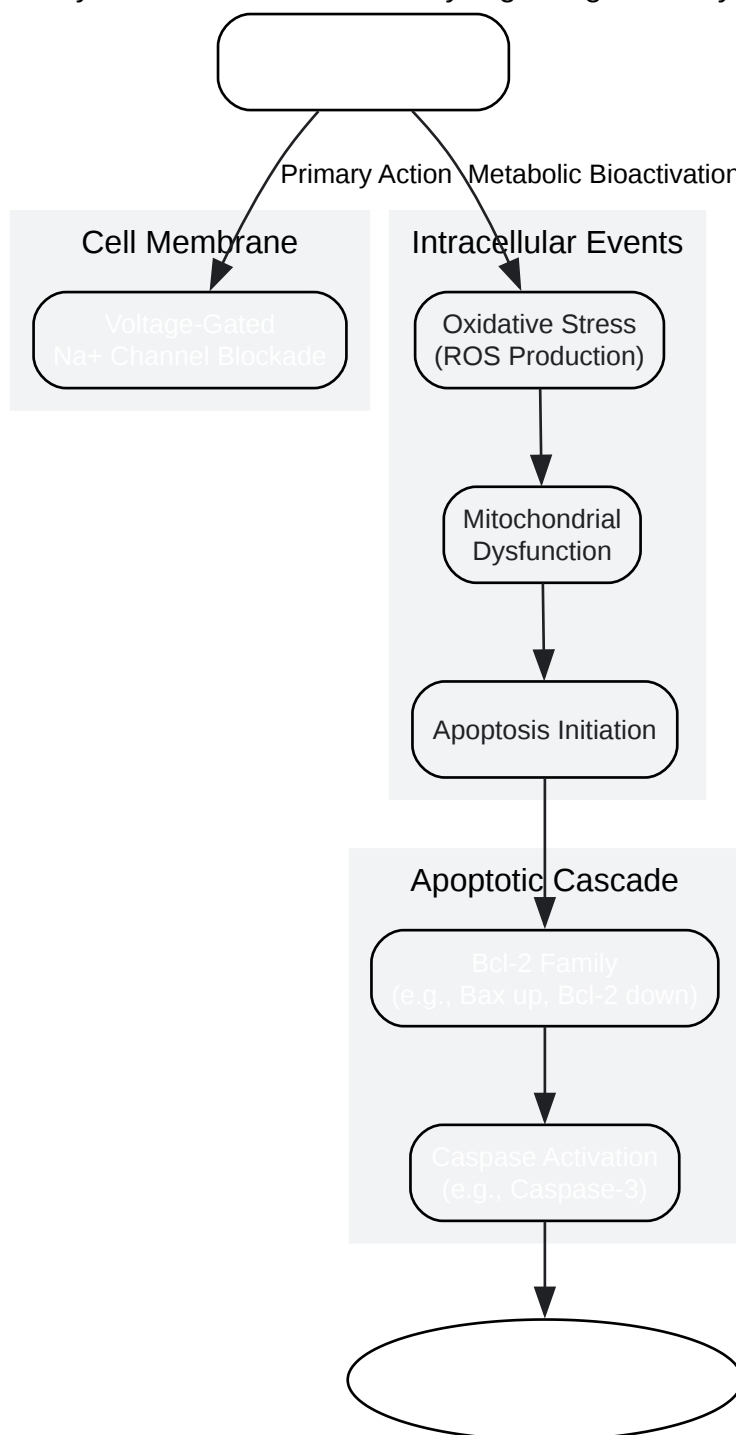 Primary Action
Metabolic Bioactivation
Cell Membrane
Intracellular Events
Voltage-Gated
Na+ Channel Blockade
Oxidative Stress
(ROS Production)
Mitochondrial
Dysfunction
Apoptosis Initiation
Apoptotic Cascade
Bcl-2 Family
(e.g., Bax up, Bcl-2 down)
Caspase Activation
(e.g., Caspase-3)